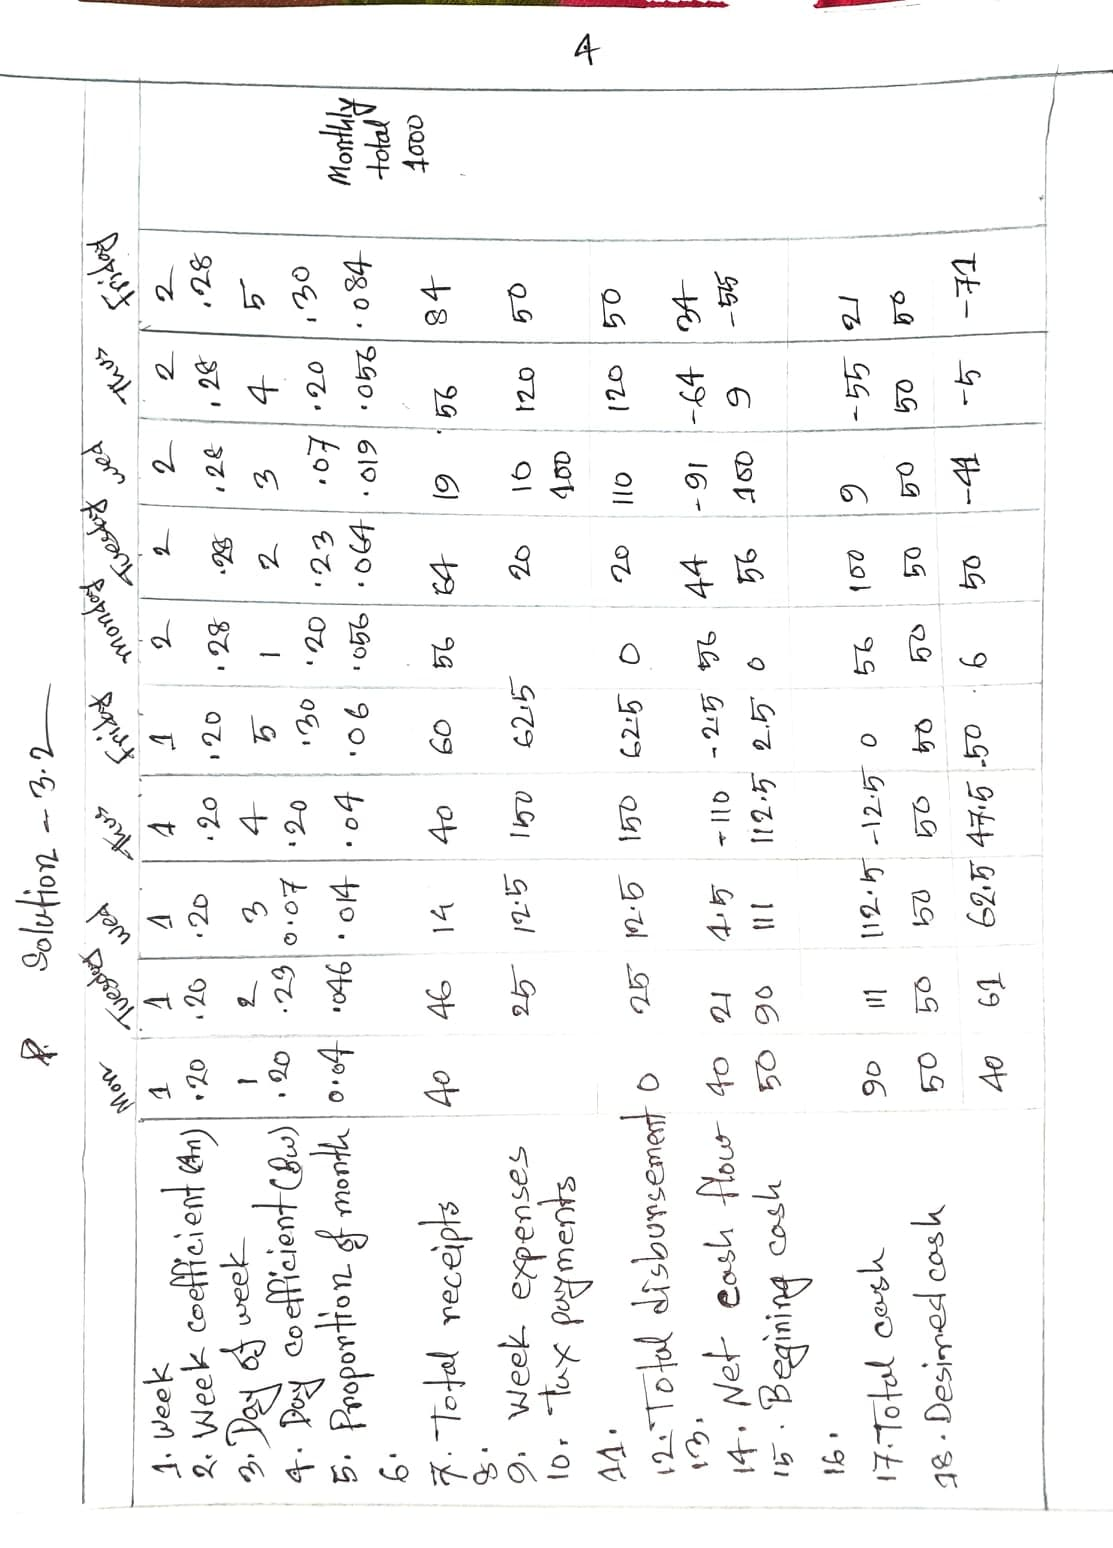 4
R. Solution - 3.2
Mon Tuesday wed thus Friday monday Tuesday wed thus Friday
1. Week 1 1 1 1 1 2 2 2 2 2
2. Week coefficient (An) .20 .20 .20 .20 .20 .28 .28 .28 .28 .28
3. Day of week 1 2 3 4 5 1 2 3 4 5
4. Day coefficient (Bw) .20 .23 0.07 .20 .30 .20 .23 .07 .20 .30
5. Proportion of month 0.04 .046 .014 .04 .06 .056 .064 .019 .056 .084 Monthly
6. total
7. Total receipts 40 46 14 40 60 56 64 19 56 84 1000
8.
9. Week expenses 25 12.5 150 62.5 20 10 120 50
10. Tax payments 100
11.
12. Total disbursement 0 25 12.5 150 62.5 0 20 110 120 50
13.
14. Net cash flow 40 21 1.5 -110 -2.5 56 44 -91 -64 34
15. Begining cash 50 90 111 112.5 2.5 0 56 100 9 -55
16.
17. Total cash 90 111 112.5 -12.5 0 56 100 9 -55 21
18. Desired cash 50 50 50 50 50 50 50 50 50 50
40 61 62.5 47.5 -50 6 50 -41 -5 -71